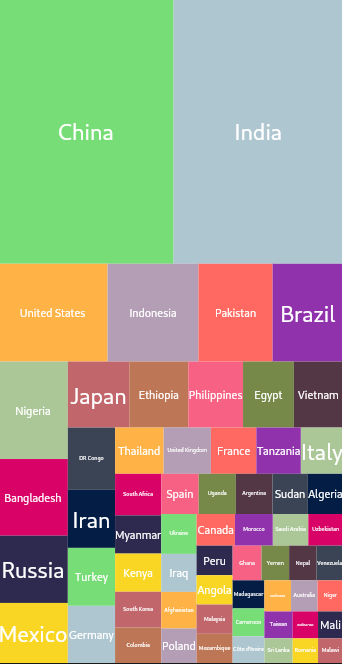 China
India
United States
Indonesia
Pakistan
Brazil
Nigeria
Japan
Ethiopia
Philippines
Egypt
Vietnam
Bangladesh
DR Congo
Thailand
United Kingdom
France
Tanzania
Italy
Iran
South Africa
Spain
Uganda
Argentina
Sudan
Algeria
Russia
Myanmar
Ukraine
Canada
Morocco
Saudi Arabia
Uzbekistan
Turkey
Kenya
Iraq
Peru
Ghana
Yemen
Nepal
Venezuela
Mexico
Germany
South Korea
Afghanistan
Angola
Madagascar
Australia
Niger
Colombia
Poland
Malaysia
Cameroon
Taiwan
Mali
Mozambique
Côte d'Ivoire
Sri Lanka
Romania
Malawi